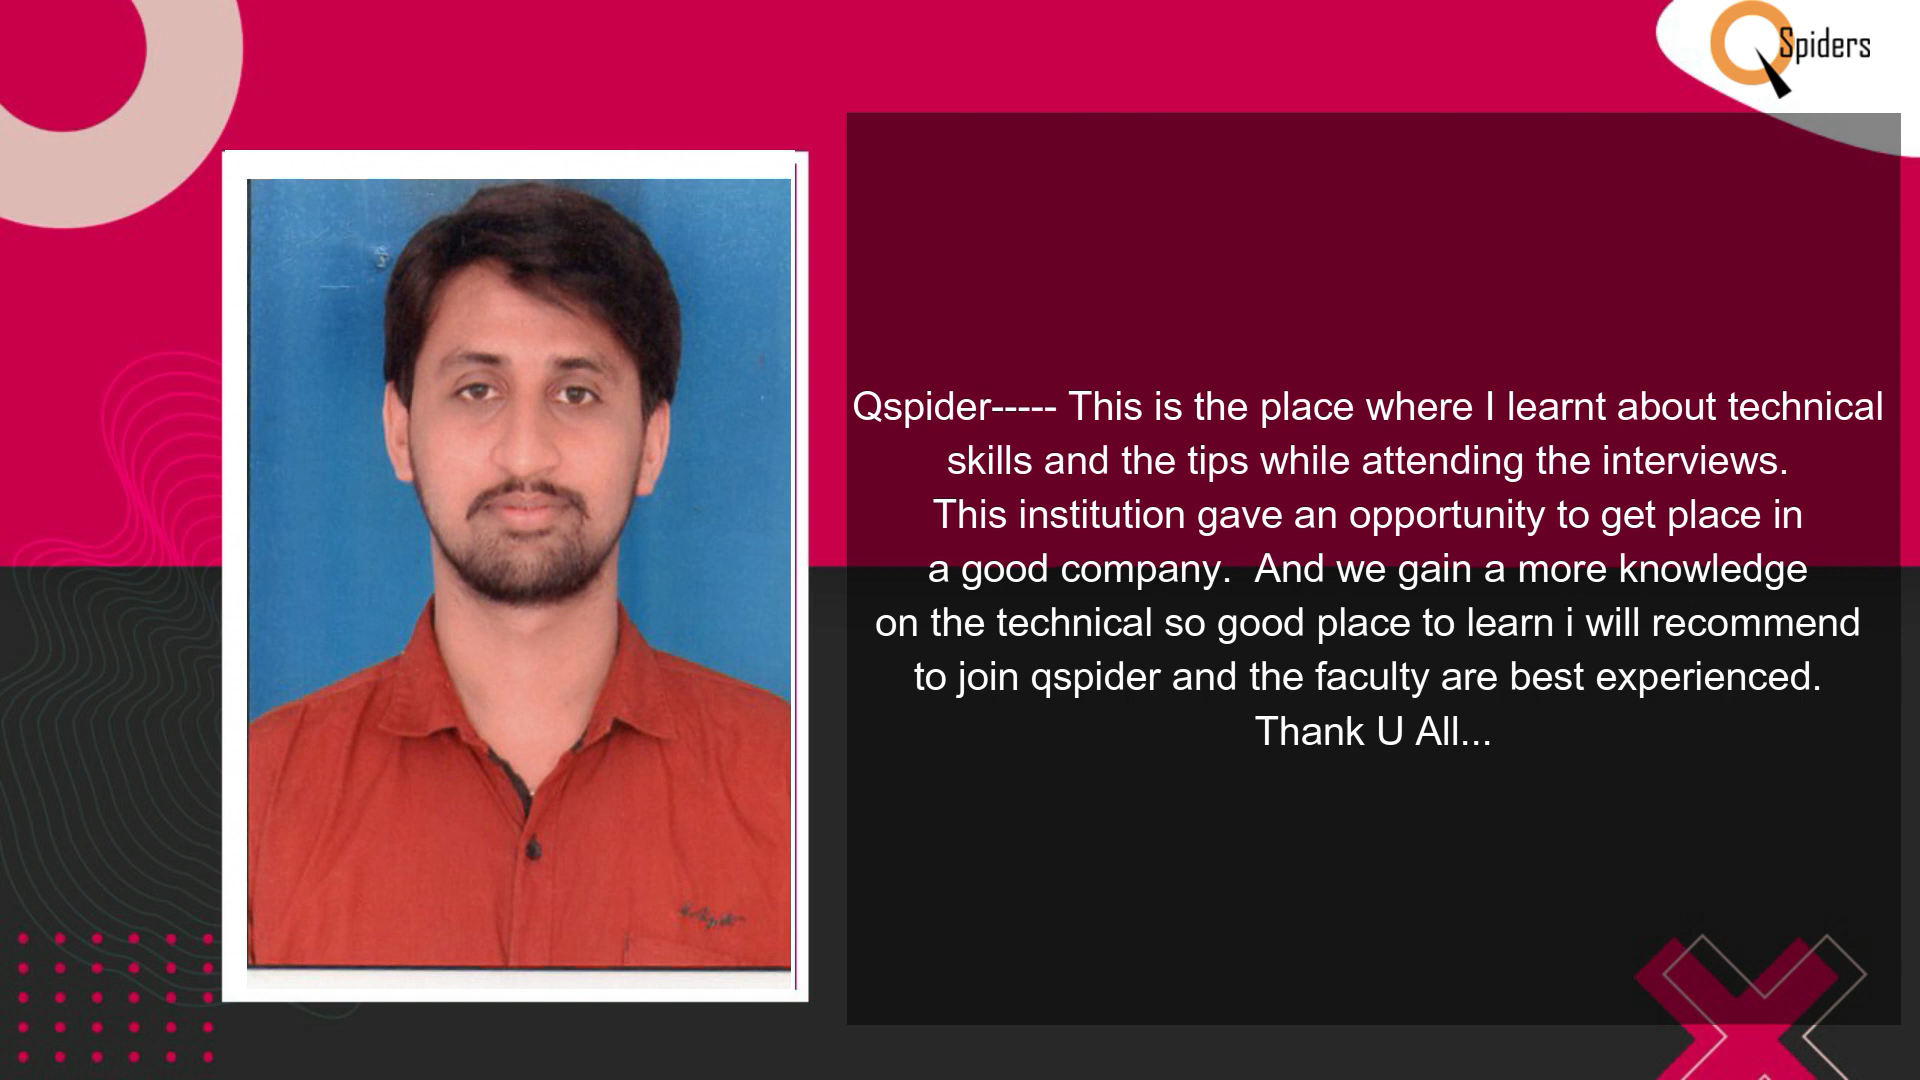 Spiders
Qspider----- This is the place where I learnt about technical
skills and the tips while attending the interviews.
This institution gave an opportunity to get place in
a good company.  And we gain a more knowledge
on the technical so good place to learn i will recommend
to join qspider and the faculty are best experienced.
Thank U All...